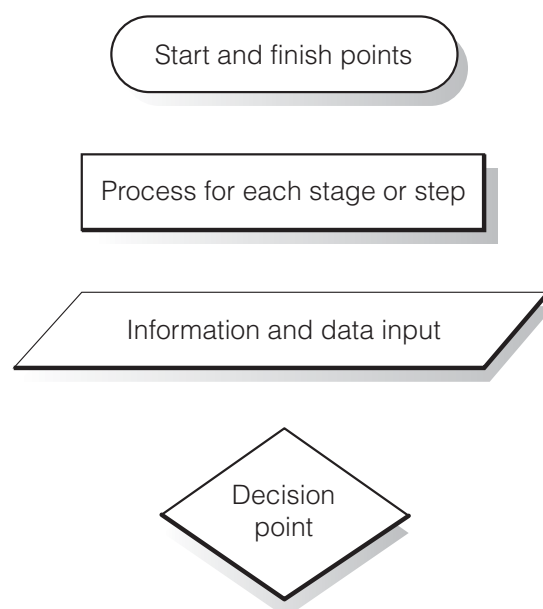 Start and finish points
Process for each stage or step
Information and data input
Decision
point